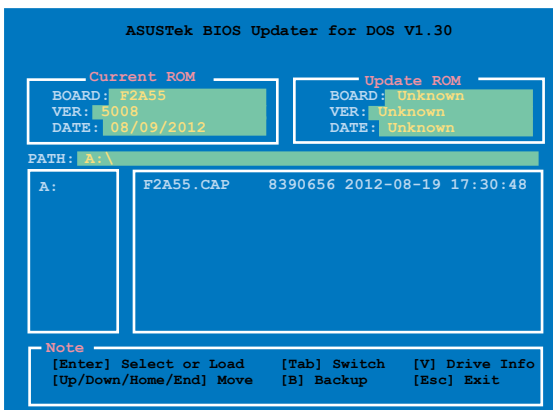 ASUSTek BIOS Updater for DOS V1.30
Current ROM
BOARD: F2A55
VER: 5008
DATE: 08/09/2012
Update ROM
BOARD: Unknown
VER: Unknown
DATE: Unknown
PATH: A:\
A:
F2A55.CAP 8390656 2012-08-19 17:30:48
Note
[Enter] Select or Load [Tab] Switch [V] Drive Info
[Up/Down/Home/End] Move [B] Backup [Esc] Exit